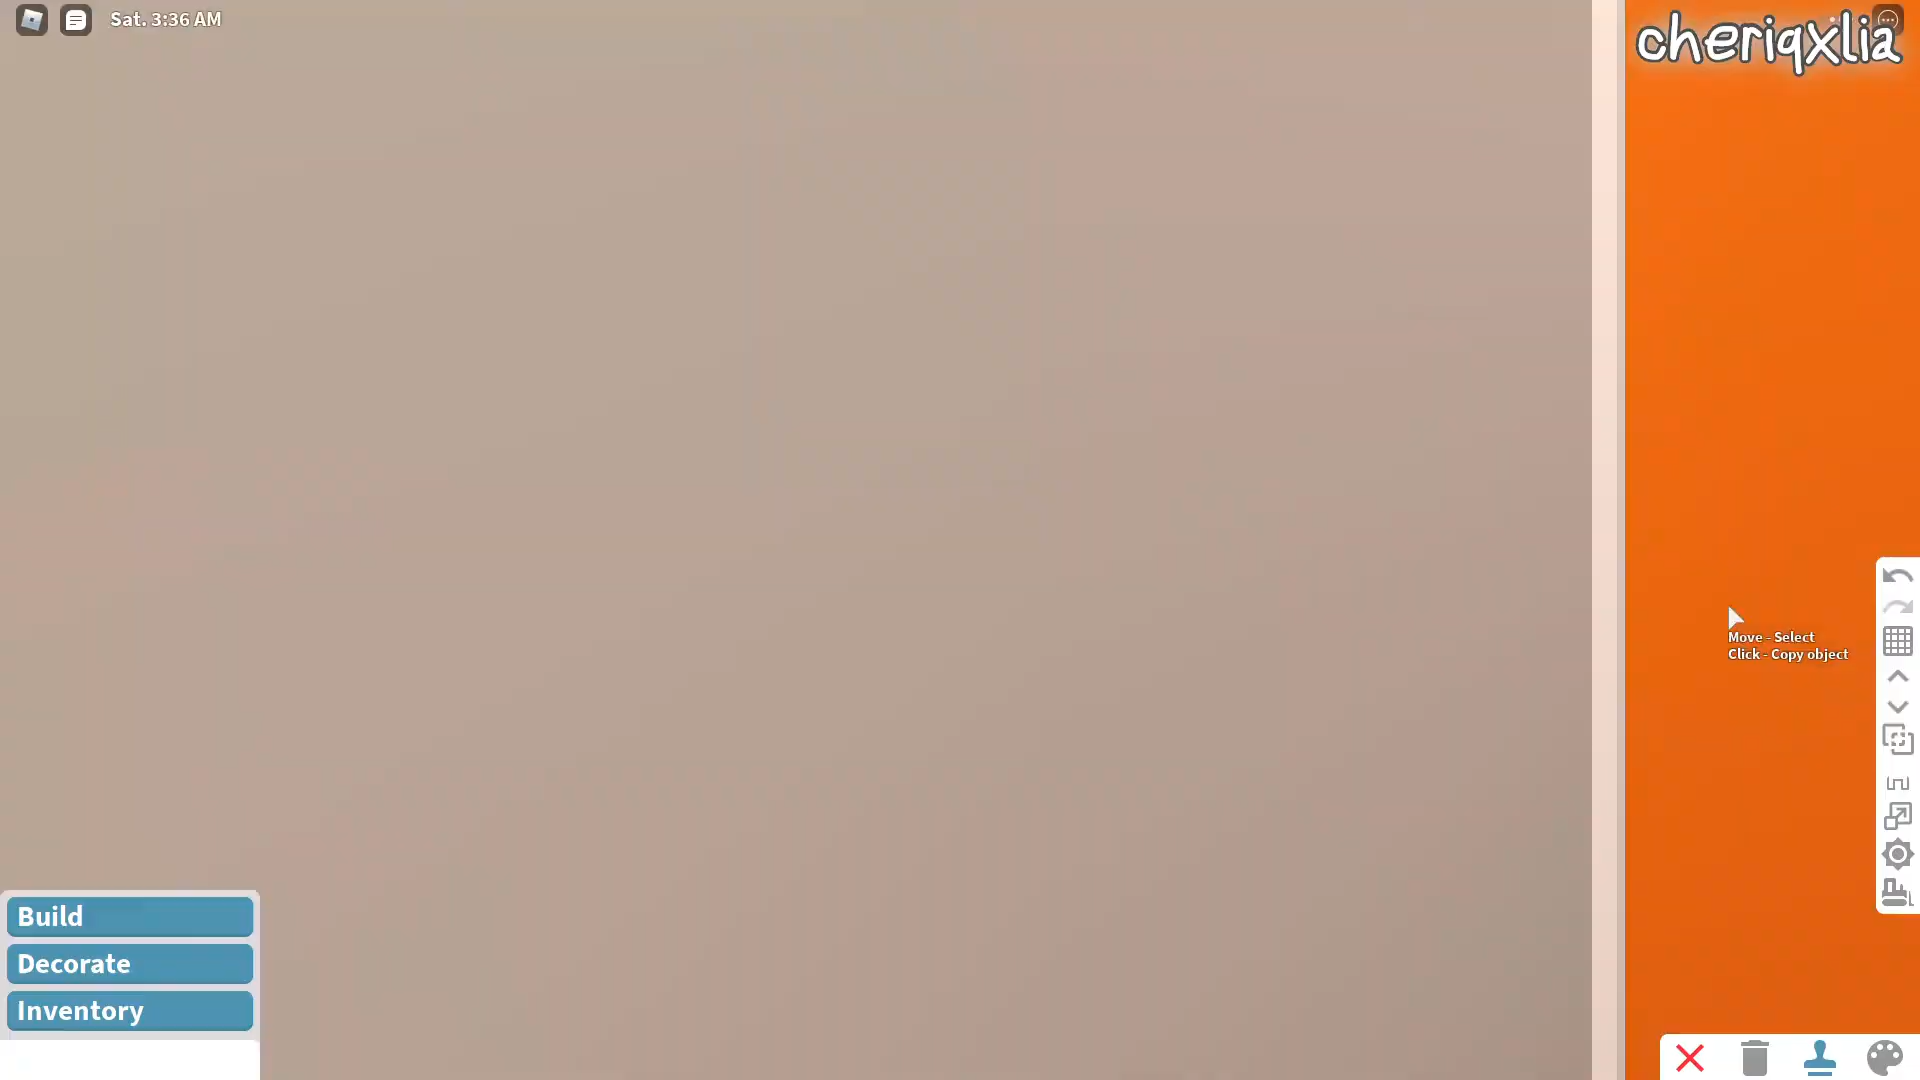 Sat. 3:36 AM
cheriqxlia
Move - Select
Click - Copy object
Build
Decorate
Inventory